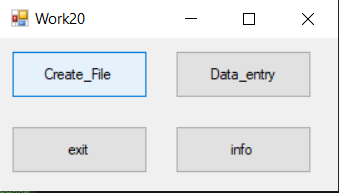 Work20
Create_File
Data_entry
exit
info